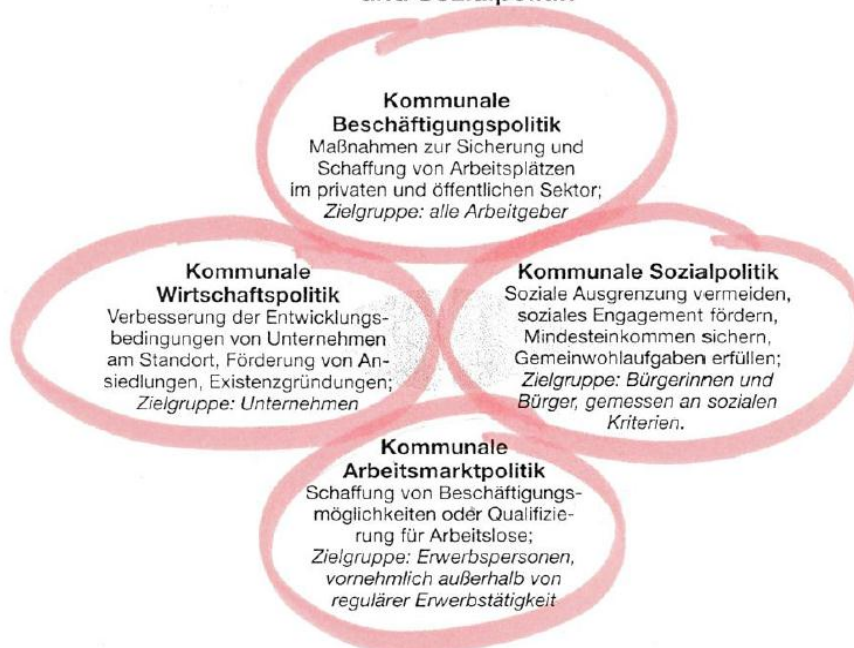 Kommunale
Beschäftigungspolitik
Maßnahmen zur Sicherung und
Schaffung von Arbeitsplätzen
im privaten und öffentlichen Sektor;
Zielgruppe: alle Arbeitgeber
Kommunale
Wirtschaftspolitik
Verbesserung der Entwicklungs-
bedingungen von Unternehmen
am Standort, Förderung von An-
siedlungen, Existenzgründungen;
Zielgruppe: Unternehmen
Kommunale Sozialpolitik
Soziale Ausgrenzung vermeiden,
soziales Engagement fördern,
Mindesteinkommen sichern,
Gemeinwohlaufgaben erfüllen;
Zielgruppe: Bürgerinnen und
Bürger, gemessen an sozialen
Kriterien.
Kommunale
Arbeitsmarktpolitik
Schaffung von Beschäftigungs-
möglichkeiten oder Qualifizie-
rung für Arbeitslose;
Zielgruppe: Erwerbspersonen,
vornehmlich außerhalb von
regulärer Erwerbstätigkeit